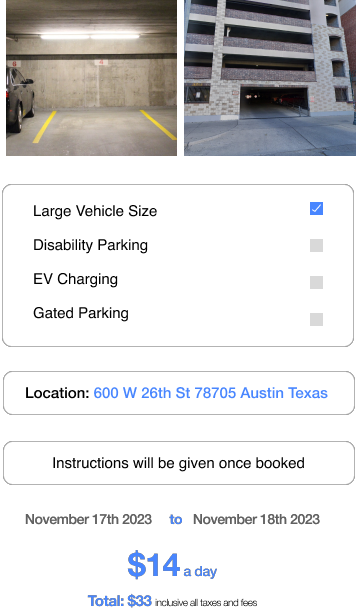 Large Vehicle Size
Disability Parking
EV Charging
Gated Parking
Location: 600 W 26th St 78705 Austin Texas
Instructions will be given once booked
November 17th 2023 to November 18th 2023
$14 a day
Total: $33 inclusive all taxes and fees